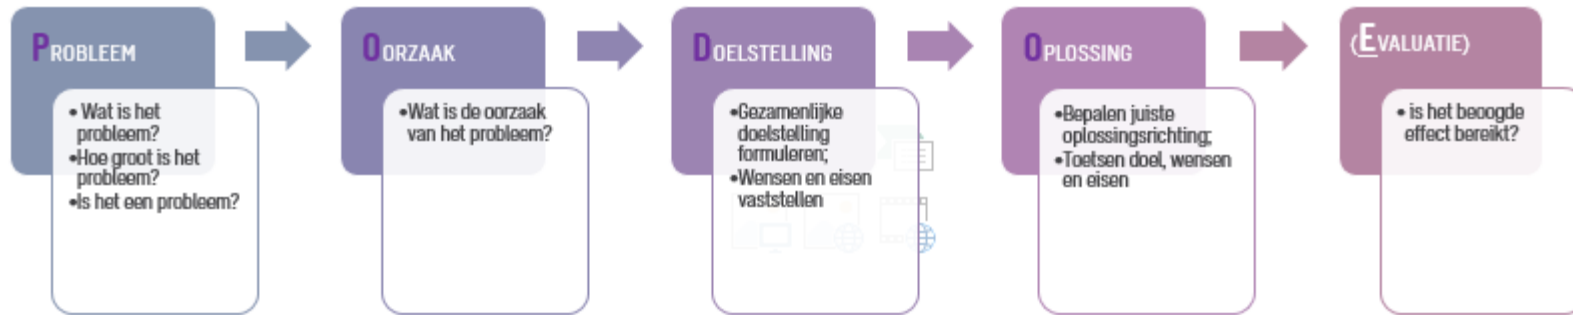 PROBLEEM
• Wat is het
probleem?
•Hoe groot is het
probleem?
•Is het een probleem?
OORZAAK
•Wat is de oorzaak
van het probleem?
DOELSTELLING
•Gezamenlijke
doelstelling
formuleren;
•Wensen en eisen
vaststellen
OPLOSSING
•Bepalen juiste
oplossingsrichting;
•Toetsen doel, wensen
en eisen
(EVALUATIE)
• is het beoogde
effect bereikt?